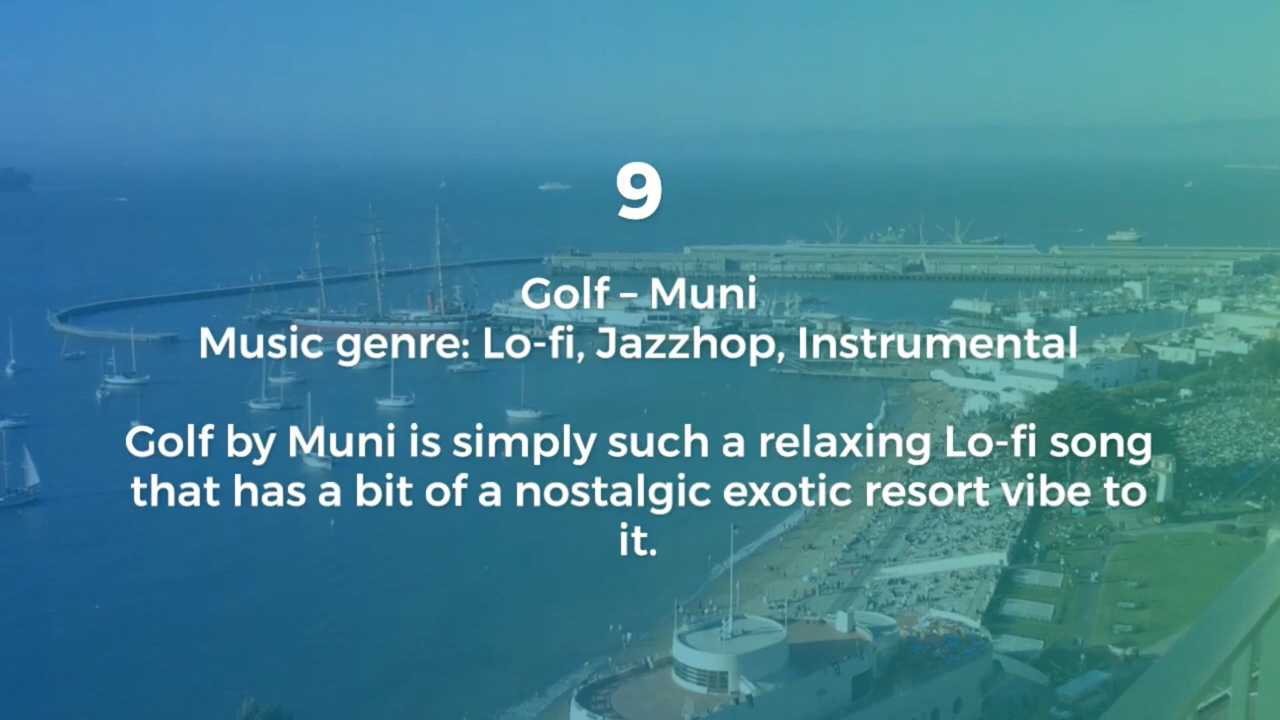 9
Golf – Muni
Music genre: Lo-fi, Jazzhop, Instrumental
Golf by Muni is simply such a relaxing Lo-fi song
that has a bit of a nostalgic exotic resort vibe to
it.